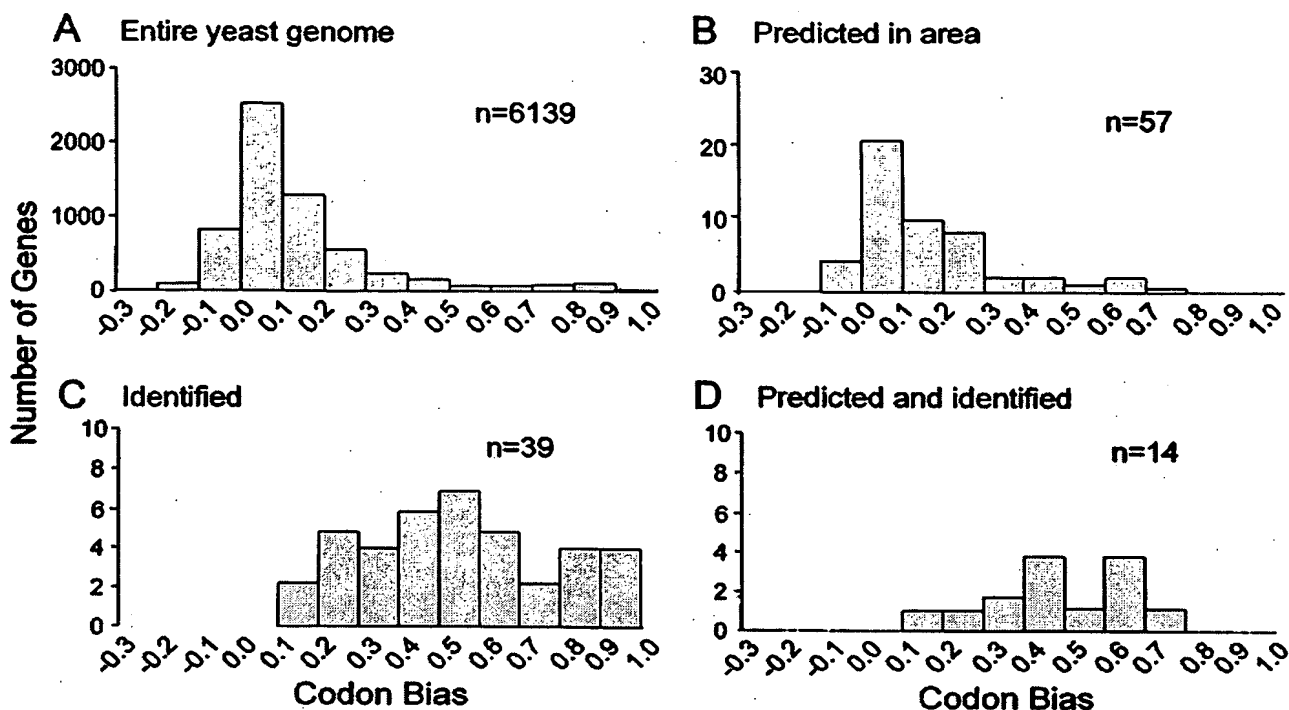 A Entire yeast genome
3000
2000
1000
0
n=6139
-0.3 -0.2 -0.1 0.0 0.1 0.2 0.3 0.4 0.5 0.6 0.7 0.8 0.9 1.0
B Predicted in area
30
20
10
0
n=57
-0.3 -0.2 -0.1 0.0 0.1 0.2 0.3 0.4 0.5 0.6 0.7 0.8 0.9 1.0
Number of Genes
C Identified
10
8
6
4
2
0
n=39
-0.3 -0.2 -0.1 0.0 0.1 0.2 0.3 0.4 0.5 0.6 0.7 0.8 0.9 1.0
Codon Bias
D Predicted and identified
10
8
6
4
2
0
n=14
-0.3 -0.2 -0.1 0.0 0.1 0.2 0.3 0.4 0.5 0.6 0.7 0.8 0.9 1.0
Codon Bias